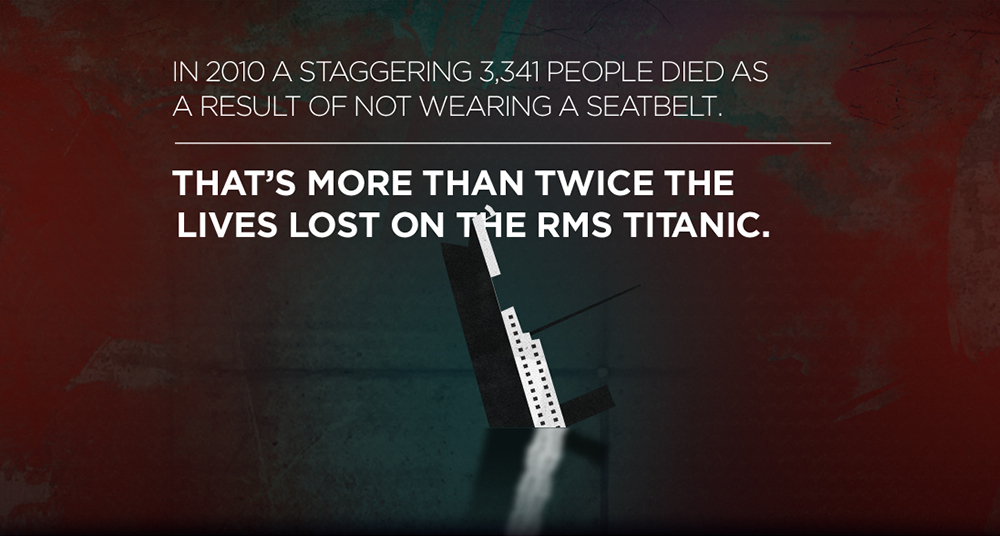 IN 2010 A STAGGERING 3,341 PEOPLE DIED AS
A RESULT OF NOT WEARING A SEATBELT.
THAT'S MORE THAN TWICE THE
LIVES LOST ON THE RMS TITANIC.